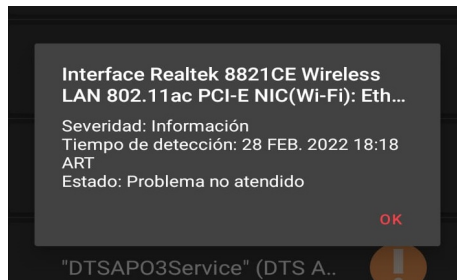 Interface Realtek 8821CE Wireless
LAN 802.11ac PCI-E NIC(Wi-Fi): Eth...
Severidad: Información
Tiempo de detección: 28 FEB. 2022 18:18
ART
Estado: Problema no atendido
OK
"DTSAPO3Service" (DTS A..